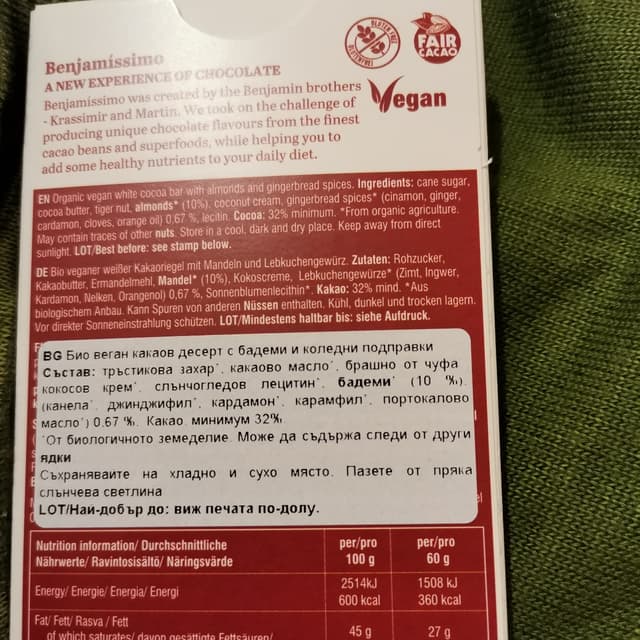 Benjamíssimo
A NEW EXPERIENCE OF CHOCOLATE
Benjamíssimo was created by the Benjamin brothers
- Krassimir and Martin. We took on the challenge of
producing unique chocolate flavours from the finest
cacao beans and superfoods, while helping you to
add some healthy nutrients to your daily diet.
GLUTEN FREE
GLUTENFREI
FAIR
CACAO
Vegan
EN Organic vegan white cocoa bar with almonds and gingerbread spices. Ingredients: cane sugar,
cocoa butter, tiger nut, almonds* (10%), coconut cream, gingerbread spices* (cinamon, ginger,
cardamon, cloves, orange oil) 0,67 %, lecitin. Cocoa: 32% minimum. *From organic agriculture.
May contain traces of other nuts. Store in a cool, dark and dry place. Keep away from direct
sunlight. LOT/Best before: see stamp below.
DE Bio veganer weißer Kakaoriegel mit Mandeln und Lebkuchengewürz. Zutaten: Rohrzucker,
Kakaobutter, Ermandelmehl, Mandel* (10%), Kokoscreme, Lebkuchengewürze* (Zimt, Ingwer,
Kardamon, Nelken, Orangenol) 0,67 %, Sonnenblumenlecithin*. Kakao: 32% mind. *Aus
biologischem Anbau. Kann Spuren von anderen Nüssen enthalten. Kühl, dunkel und trocken lagern.
Vor direkter Sonneneinstrahlung schützen. LOT/Mindestens haltbar bis: siehe Aufdruck.
BG Био веган какаов десерт с бадеми и коледни подправки
Състав: тръстикова захар*, какаово масло*, брашно от чуфа
кокосов крем*, слънчогледов лецитин*, бадеми* (10 %),
(канела*, джинджифил*, кардамон*, карамфил*, портокалово
масло*) 0.67 %. Какао минимум 32%
*От биологичното земеделие. Може да съдържа следи от други
ядки
Съхранявайте на хладно и сухо място. Пазете от пряка
слънчева светлина
LOT/Най-добър до: виж печата по-долу.
Nutrition information/ Durchschnittliche
Nährwerte/ Ravintosisältö/ Näringsvärde
per/pro
100 g
per/pro
60 g
Energy/ Energie/ Energia/ Energi
2514kJ
600 kcal
1508 kJ
360 kcal
Fat/ Fett/ Rasva / Fett
of which saturates/ davon gesättigte Fettsäuren/
45 g
27 g